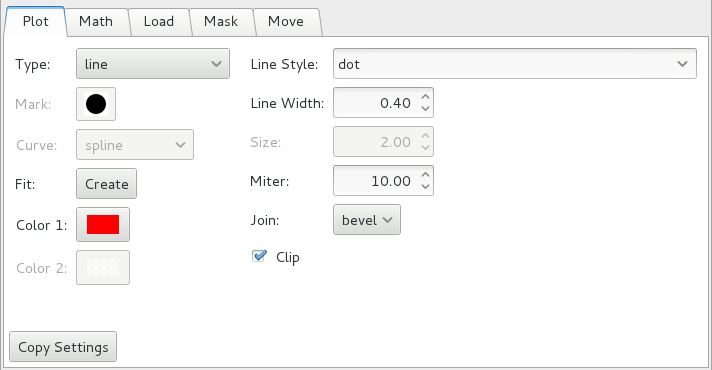 Plot Math Load Mask Move
Type: line Line Style: dot
Mark: Line Width: 0.40
Curve: spline Size: 2.00
Fit: Create Miter: 10.00
Color 1: Join: bevel
Color 2: Clip
Copy Settings